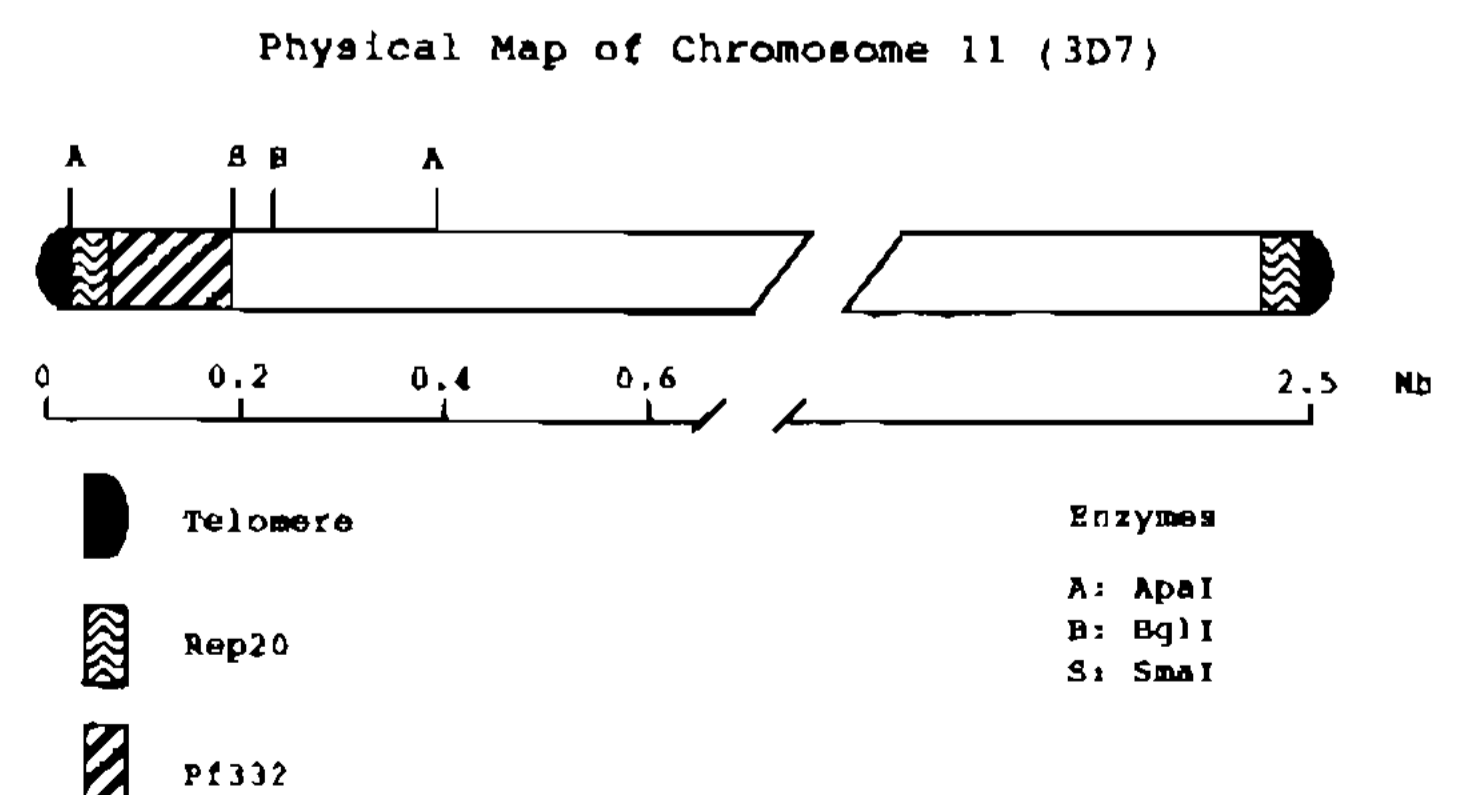 Physical Map of Chromosome 11 (3D7)
A S B A
0 0.2 0.4 0.6 2.5 Mb
Telomere
Rep20
Pf332
Enzymes
A: ApaI
B: BglI
S: SmaI